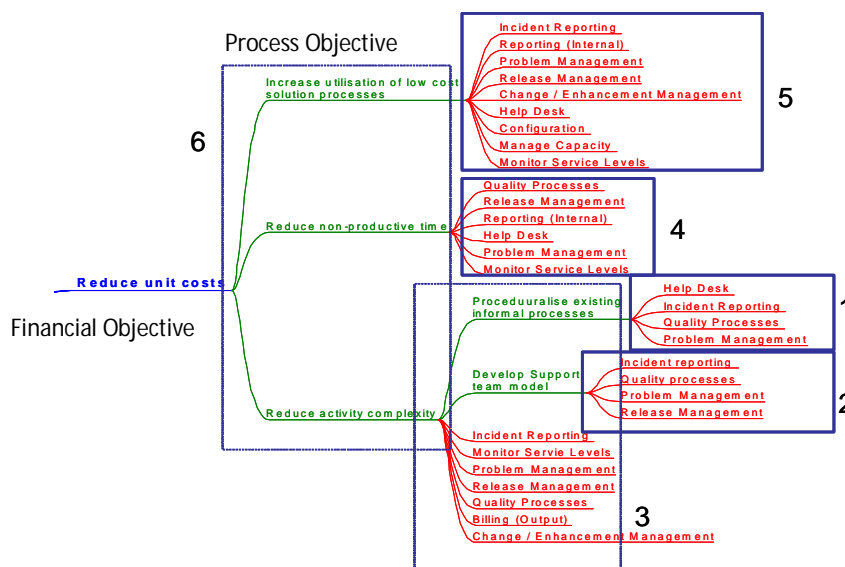 Process Objective
Incident Reporting
Reporting (Internal)
Problem Management
Release Management
Change / Enhancement Management
Help Desk
Configuration
Manage Capacity
Monitor Service Levels
5
Increase utilisation of low cost
solution processes
6
Quality Processes
Release Management
Reporting (Internal)
Help Desk
Problem Management
Monitor Service Levels
4
Reduce non-productive time
Reduce unit costs
Financial Objective
Proceduuralise existing
informal processes
Help Desk
Incident Reporting
Quality Processes
Problem Management
1
Develop Support
team model
Incident reporting
Quality processes
Problem Management
Release Management
2
Reduce activity complexity
Incident Reporting
Monitor Servie Levels
Problem Management
Release Management
Quality Processes
Billing (Output)
Change / Enhancement Management
3